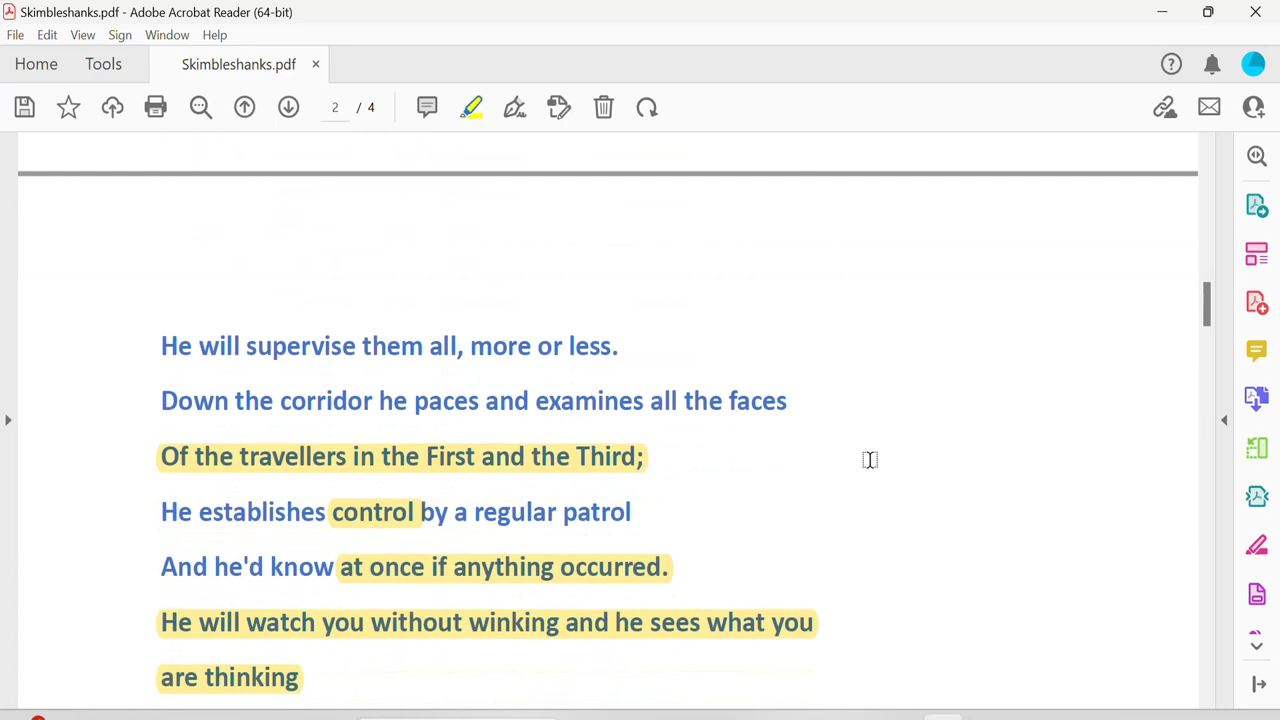 Skimbleshanks.pdf - Adobe Acrobat Reader (64-bit)
File Edit View Sign Window Help
Home Tools Skimbleshanks.pdf ×
2 / 4
He will supervise them all, more or less.
Down the corridor he paces and examines all the faces
Of the travellers in the First and the Third;
He establishes control by a regular patrol
And he'd know at once if anything occurred.
He will watch you without winking and he sees what you
are thinking